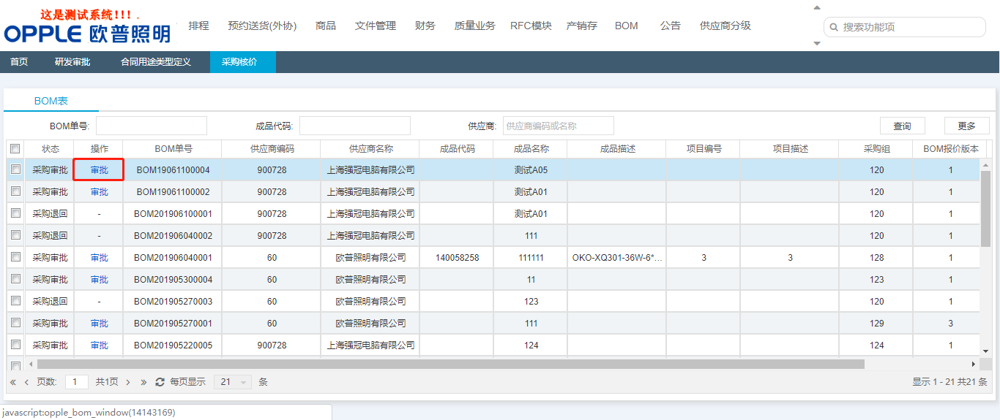 这是测试系统!!!
OPPLE 欧普照明
排程 预约送货(外协) 商品 文件管理 财务 质量业务 RFC模块 产销存 BOM 公告 供应商分级 搜索功能项
首页 研发审批 合同用途类型定义 采购核价
BOM表
BOM单号: 成品代码: 供应商: 供应商编码或名称 查询 更多
状态 操作 BOM单号 供应商编码 供应商名称 成品代码 成品名称 成品描述 项目编号 项目描述 采购组 BOM报价版本
采购审批 审批 BOM19061100004 900728 上海强冠电脑有限公司 测试A05 120 1
采购审批 审批 BOM19061100002 900728 上海强冠电脑有限公司 测试A01 120 1
采购退回 - BOM201906100001 900728 上海强冠电脑有限公司 测试A01 120 1
采购退回 - BOM201906040002 900728 上海强冠电脑有限公司 111 120 1
采购审批 审批 BOM201906040001 60 欧普照明有限公司 140058258 111111 OKO-XQ301-36W-6*... 3 3 128 1
采购审批 审批 BOM201905300004 60 欧普照明有限公司 11 123 1
采购退回 - BOM201905270003 60 欧普照明有限公司 123 120 1
采购审批 审批 BOM201905270001 60 欧普照明有限公司 111 129 3
采购审批 审批 BOM201905220005 900728 上海强冠电脑有限公司 124 124 1
页数: 1 共1页 每页显示 21 条 显示 1 - 21 共21 条
javascript:opple_bom_window(14143169)